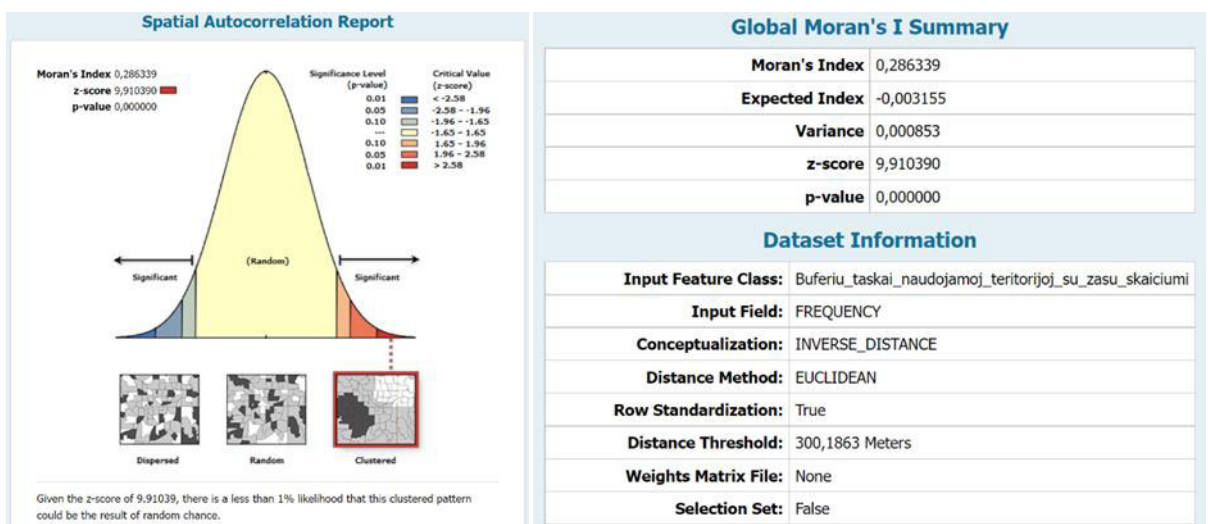 Spatial Autocorrelation Report
Moran's Index 0,286339
z-score 9,910390
p-value 0,000000
Significance Level
(p-value)
Critical Value
(z-score)
0.01 < -2.58
0.05 -2.58 - -1.96
0.10 -1.96 - -1.65
--- -1.65 - 1.65
0.10 1.65 - 1.96
0.05 1.96 - 2.58
0.01 > 2.58
(Random)
Significant
Significant
Dispersed
Random
Clustered
Given the z-score of 9.91039, there is a less than 1% likelihood that this clustered pattern
could be the result of random chance.
Global Moran's I Summary
Moran's Index 0,286339
Expected Index -0,003155
Variance 0,000853
z-score 9,910390
p-value 0,000000
Dataset Information
Input Feature Class: Buferiu_taskai_naudojamoj_teritorijoj_su_zasu_skaiciumi
Input Field: FREQUENCY
Conceptualization: INVERSE_DISTANCE
Distance Method: EUCLIDEAN
Row Standardization: True
Distance Threshold: 300,1863 Meters
Weights Matrix File: None
Selection Set: False